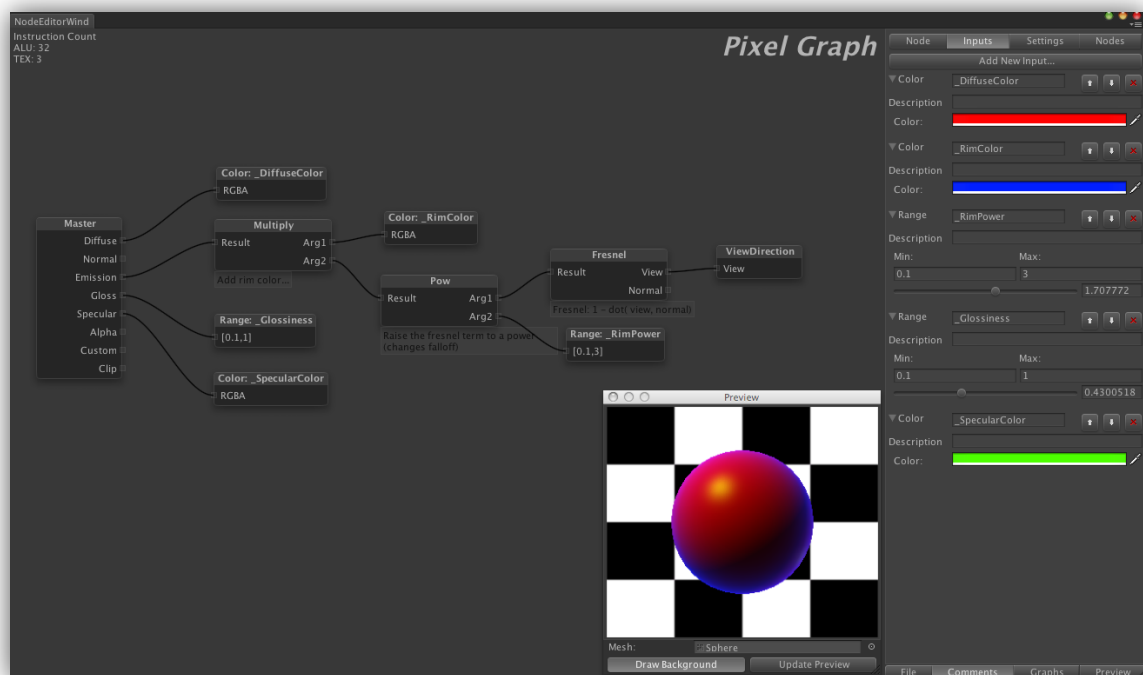 NodeEditorWind
Instruction Count
ALU: 32
TEX: 3
Pixel Graph
Master
Diffuse
Normal
Emission
Gloss
Specular
Alpha
Custom
Clip
Color: _DiffuseColor
RGBA
Multiply
Result Arg1
Arg2
Add rim color...
Range: _Glossiness
[0.1,1]
Color: _SpecularColor
RGBA
Color: _RimColor
RGBA
Pow
Result Arg1
Arg2
Raise the fresnel term to a power
(changes falloff)
Fresnel
Result View
Normal
Fresnel, 1 - dot( view, normal)
Range: _RimPower
[0.1,3]
ViewDirection
View
Preview
Mesh: Sphere
Draw Background Update Preview
Node Inputs Settings Nodes
Add New Input...
Color _DiffuseColor
Description
Color:
Color _RimColor
Description
Color:
Range _RimPower
Description
Min: Max:
0.1 3
1.707772
Range _Glossiness
Description
Min: Max:
0.1 1
0.4300518
Color _SpecularColor
Description
Color:
File Comments Graphs Preview